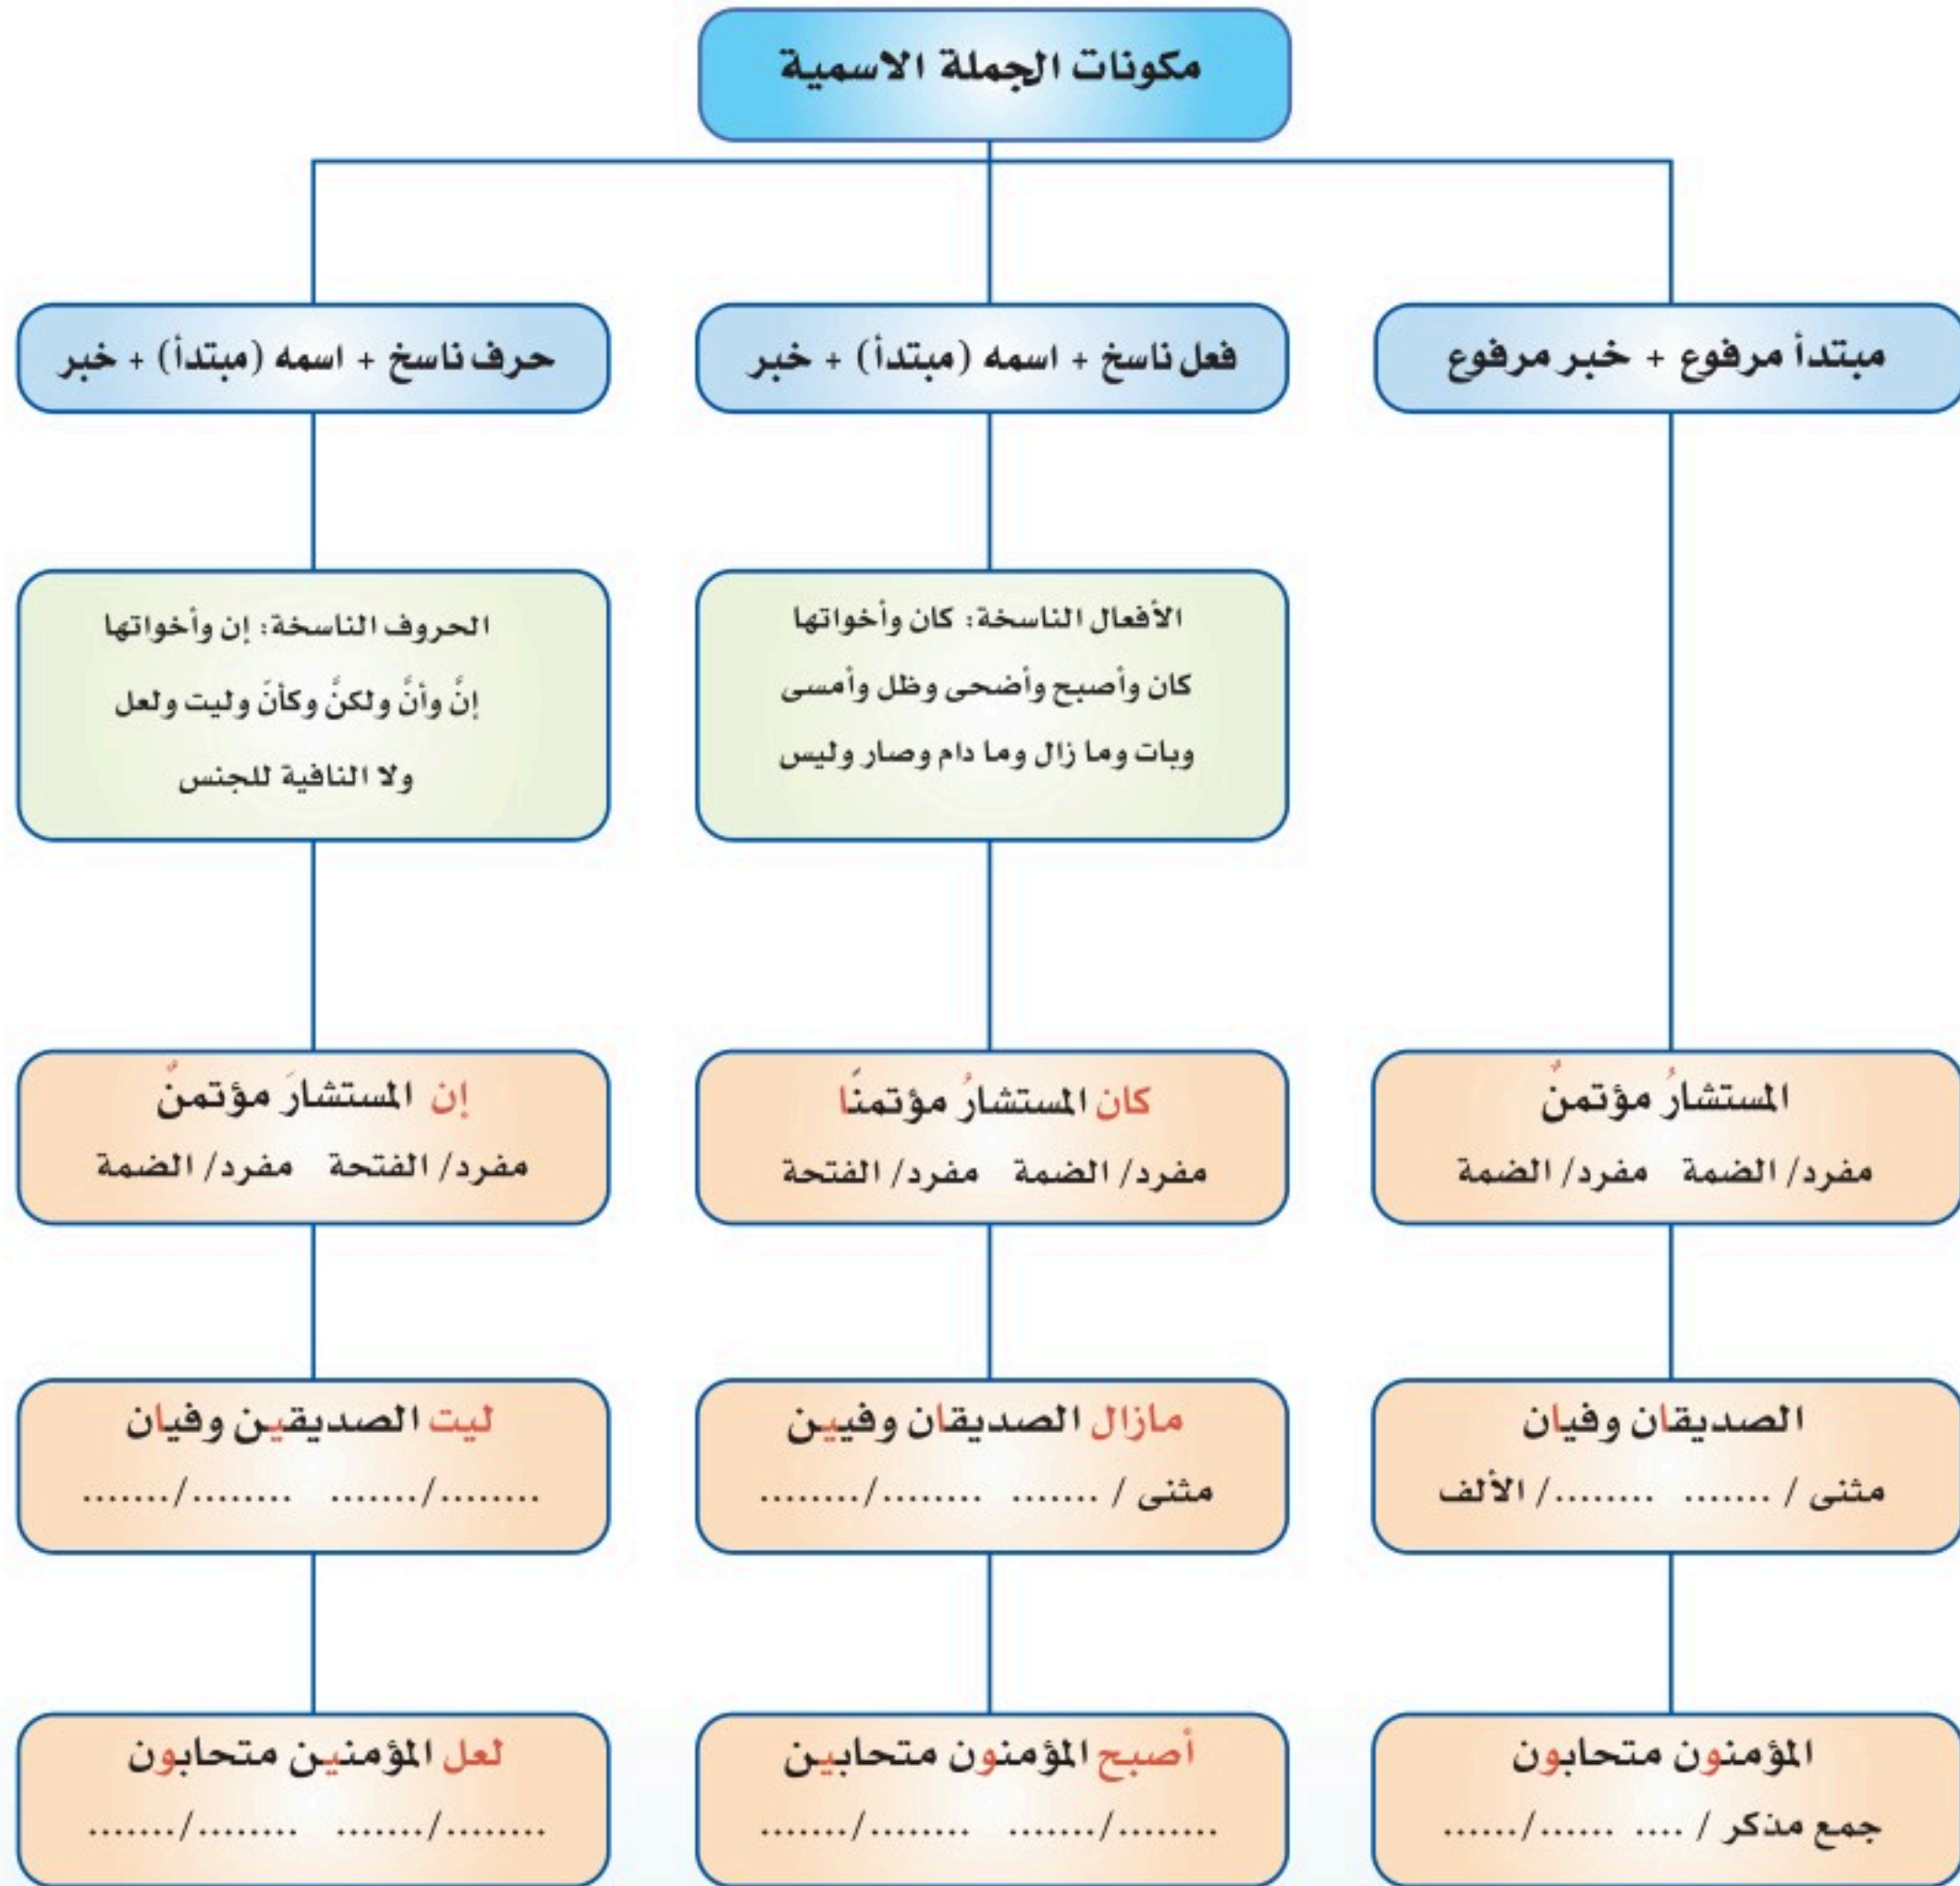 مكونات الجملة الاسمية
مبتدأ مرفوع + خبر مرفوع
فعل ناسخ + اسمه (مبتدأ) + خبر
حرف ناسخ + اسمه (مبتدأ) + خبر
الأفعال الناسخة: كان وأخواتها
كان وأصبح وأضحى وظل وأمسى
وبات وما زال وما دام وصار وليس
الحروف الناسخة: إن وأخواتها
إنَّ وأنَّ ولكنَّ وكأنَّ وليت ولعل
ولا النافية للجنس
المستشارُ مؤتمنٌ
مفرد/ الضمة مفرد/ الضمة
كان المستشارُ مؤتمنًا
مفرد/ الضمة مفرد/ الفتحة
إن المستشارَ مؤتمنٌ
مفرد/ الفتحة مفرد/ الضمة
الصديقان وفيان
مثنى / ....... ......../ الألف
مازال الصديقان وفيين
مثنى / ....... ......../........
ليت الصديقين وفيان
......../....... ......../.......
المؤمنون متحابون
جمع مذكر / .... ....../......
أصبح المؤمنون متحابين
......../....... ......../.......
لعل المؤمنين متحابون
......../....... ......../.......